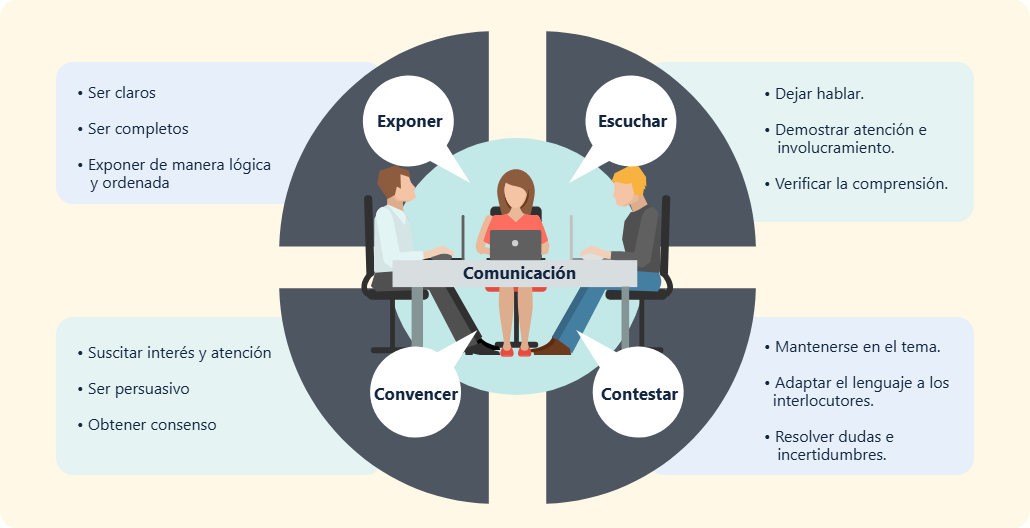 Exponer
• Ser claros
• Ser completos
• Exponer de manera lógica
y ordenada
Escuchar
• Dejar hablar.
• Demostrar atención e
involucramiento.
• Verificar la comprensión.
Comunicación
Convencer
• Suscitar interés y atención
• Ser persuasivo
• Obtener consenso
Contestar
• Mantenerse en el tema.
• Adaptar el lenguaje a los
interlocutores.
• Resolver dudas e
incertidumbres.